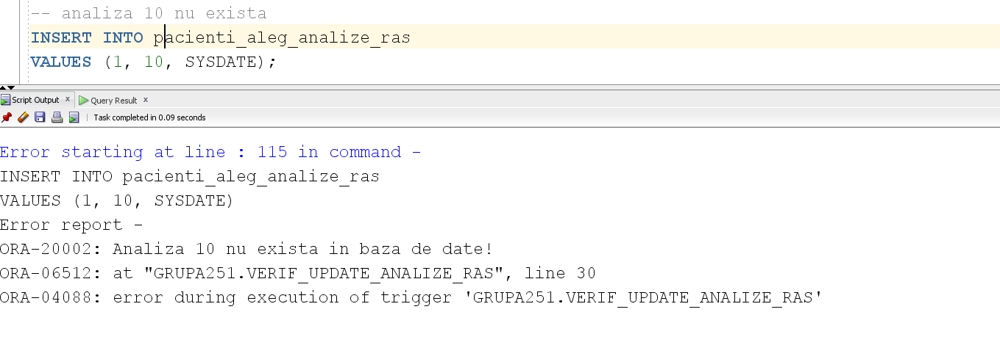 -- analiza 10 nu exista
INSERT INTO pacienti_aleg_analize_ras
VALUES (1, 10, SYSDATE);
Script Output x Query Result x
Task completed in 0.09 seconds
Error starting at line : 115 in command -
INSERT INTO pacienti_aleg_analize_ras
VALUES (1, 10, SYSDATE)
Error report -
ORA-20002: Analiza 10 nu exista in baza de date!
ORA-06512: at "GRUPA251.VERIF_UPDATE_ANALIZE_RAS", line 30
ORA-04088: error during execution of trigger 'GRUPA251.VERIF_UPDATE_ANALIZE_RAS'